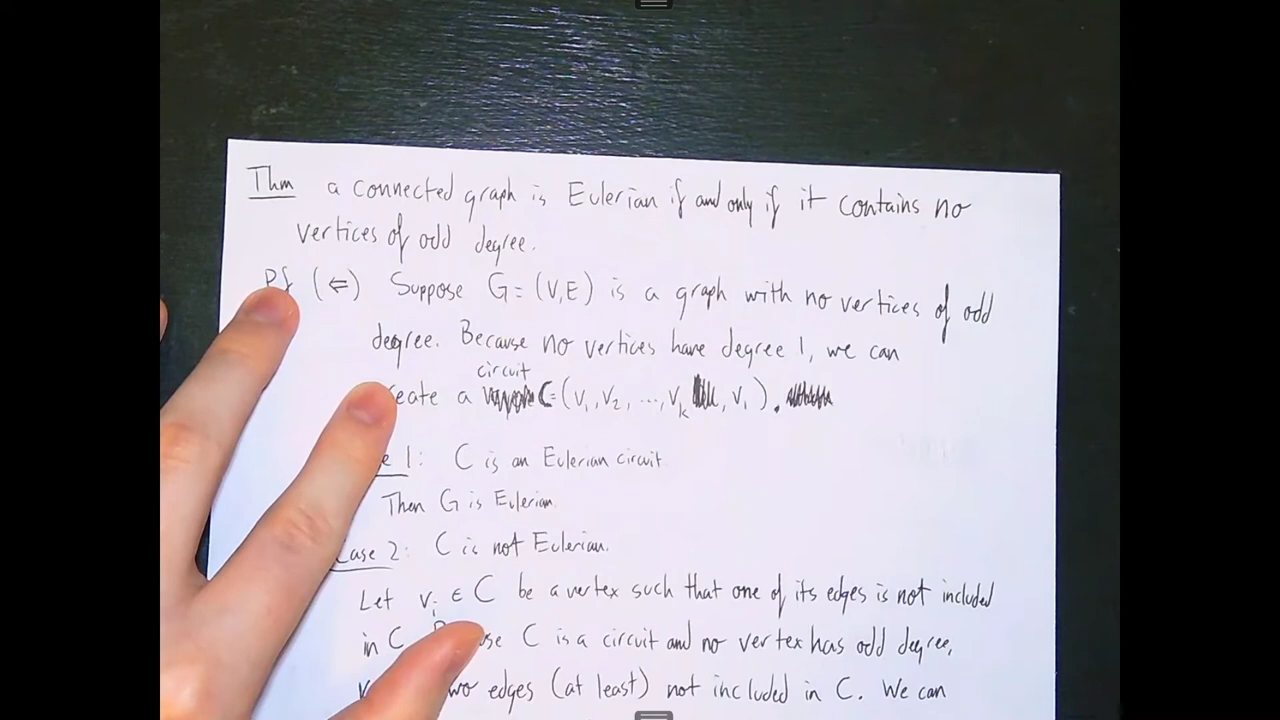 Thm a connected graph is Eulerian if and only if it contains no
vertices of odd degree.
Pf (⇐) Suppose G = (V,E) is a graph with no vertices of odd
degree. Because no vertices have degree 1, we can
circuit
eate a C = (v₁, v₂, ..., vₖ, v₁).
e 1: C is an Eulerian circuit.
Then G is Eulerian.
Case 2: C is not Eulerian.
Let vᵢ ∈ C be a vertex such that one of its edges is not included
in C. C is a circuit and no vertex has odd degree,
edges (at least) not included in C. We can